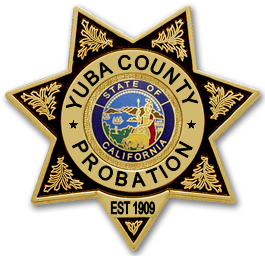 YUBA COUNTY
STATE OF
CALIFORNIA
PROBATION
EST 1909